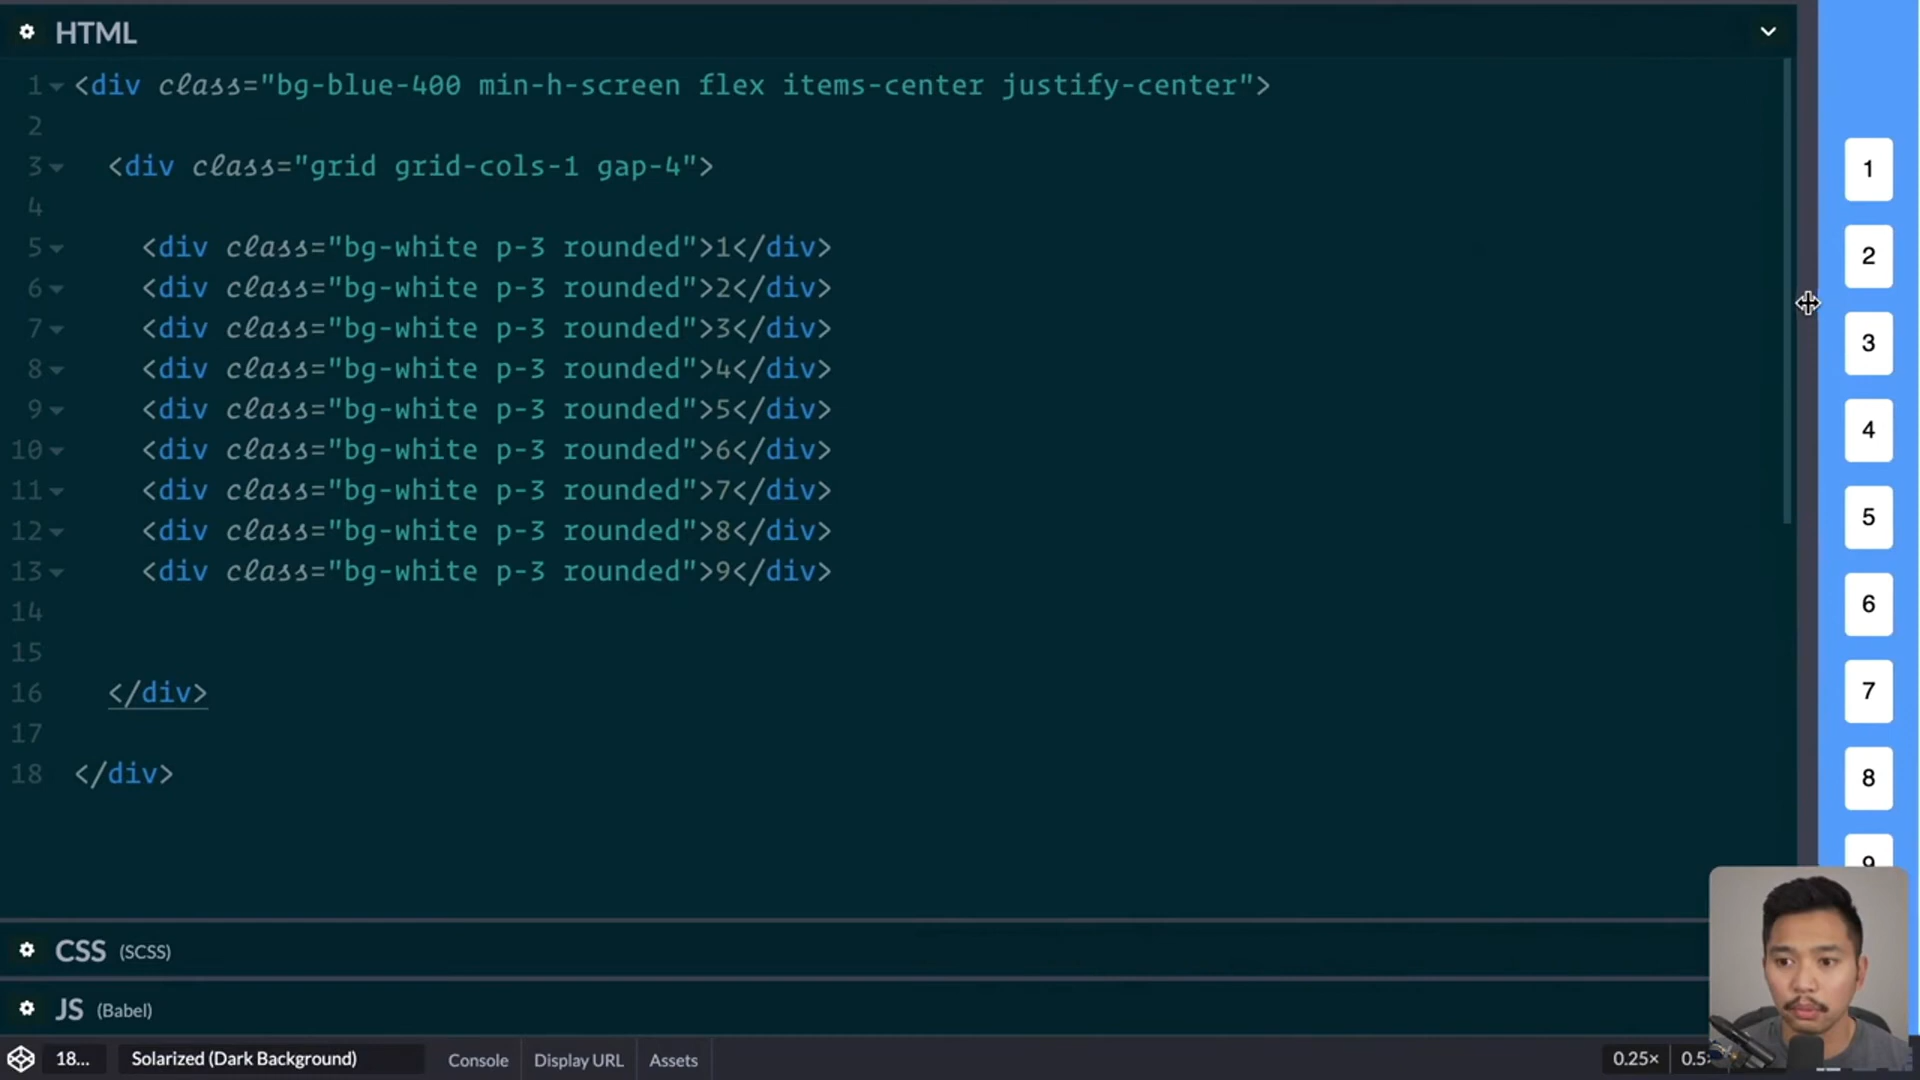 HTML
1 <div class="bg-blue-400 min-h-screen flex items-center justify-center">
2
3 <div class="grid grid-cols-1 gap-4">
4
5 <div class="bg-white p-3 rounded">1</div>
6 <div class="bg-white p-3 rounded">2</div>
7 <div class="bg-white p-3 rounded">3</div>
8 <div class="bg-white p-3 rounded">4</div>
9 <div class="bg-white p-3 rounded">5</div>
10 <div class="bg-white p-3 rounded">6</div>
11 <div class="bg-white p-3 rounded">7</div>
12 <div class="bg-white p-3 rounded">8</div>
13 <div class="bg-white p-3 rounded">9</div>
14
15
16 </div>
17
18 </div>
1
2
3
4
5
6
7
8
9
CSS (SCSS)
JS (Babel)
18... Solarized (Dark Background) Console Display URL Assets 0.25×